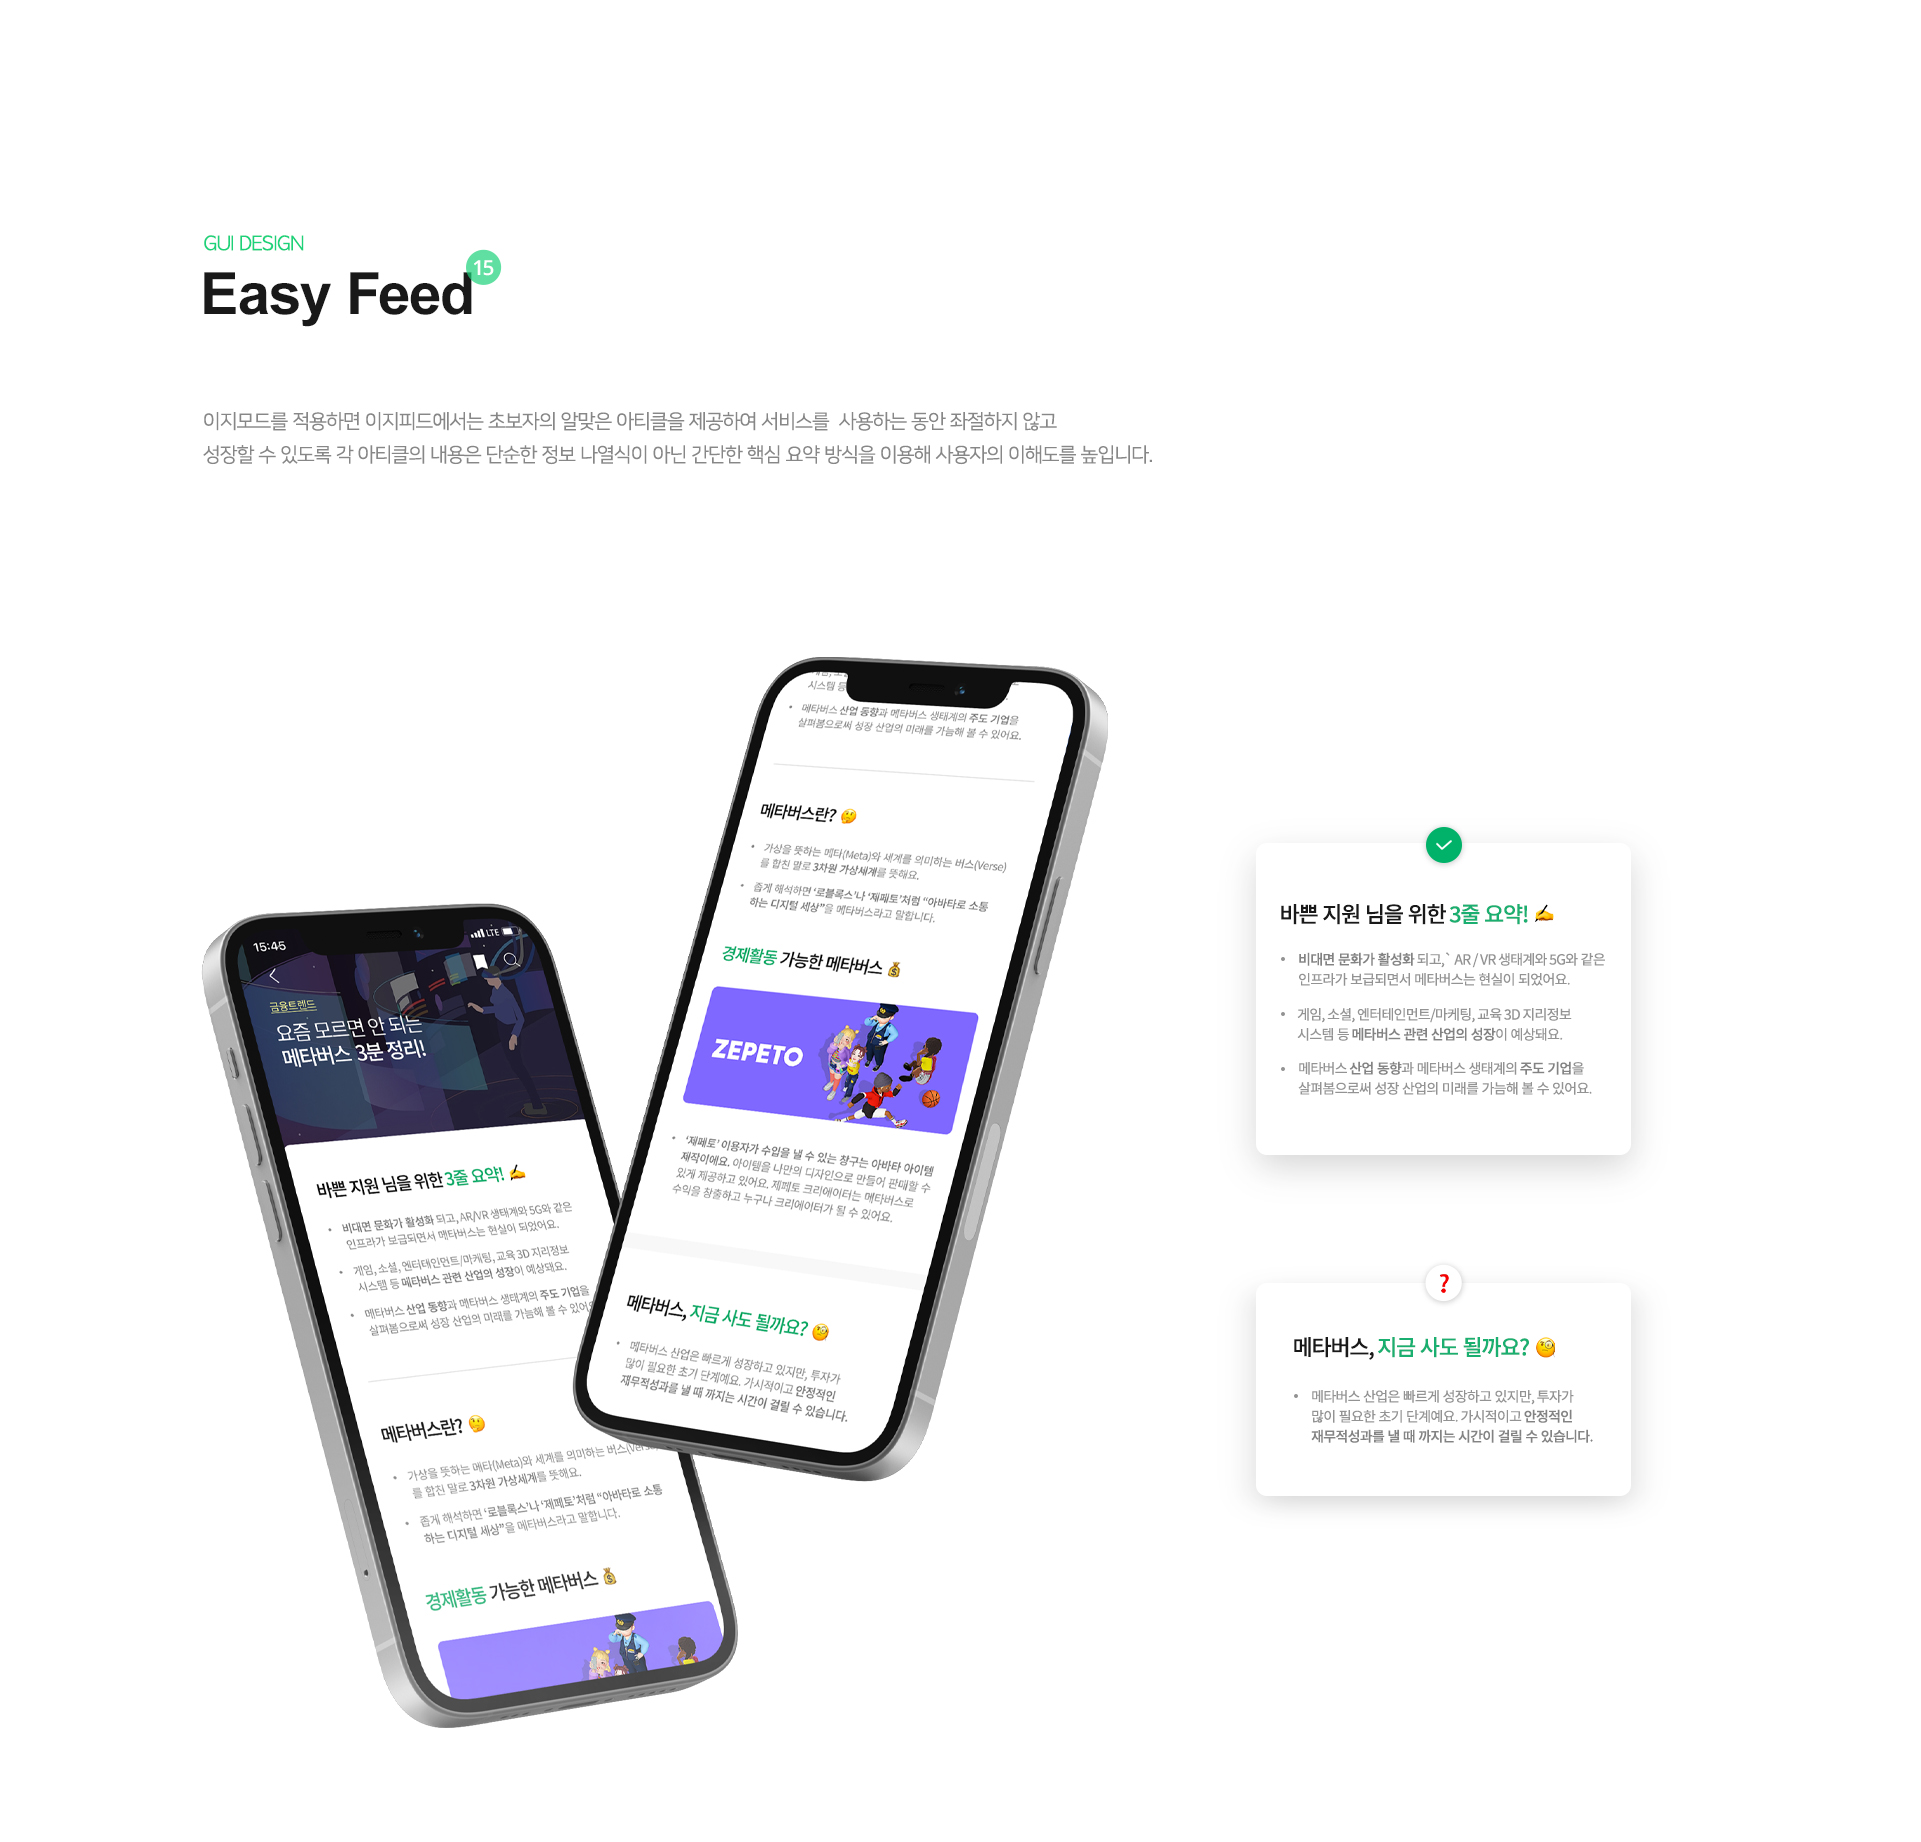 GUI DESIGN
Easy Feed
15
이지모드를 적용하면 이지피드에서는 초보자의 알맞은 아티클을 제공하여 서비스를 사용하는 동안 좌절하지 않고
성장할 수 있도록 각 아티클의 내용은 단순한 정보 나열식이 아닌 간단한 핵심 요약 방식을 이용해 사용자의 이해도를 높입니다.
15:45
LTE
금융트렌드
요즘 모르면 안 되는
메타버스 3분 정리!
바쁜 지원 님을 위한 3줄 요약! ✍️
• 비대면 문화가 활성화 되고, AR/VR 생태계와 5G와 같은
인프라가 보급되면서 메타버스는 현실이 되었어요.
• 게임, 소셜, 엔터테인먼트/마케팅, 교육 3D 지리정보
시스템 등 메타버스 관련 산업의 성장이 예상돼요.
• 메타버스 산업 동향과 메타버스 생태계의 주도 기업을
살펴봄으로써 성장 산업의 미래를 가늠해 볼 수 있어요
메타버스란? 🤔
• 가상을 뜻하는 메타(Meta)와 세계를 의미하는 버스(Verse)
를 합친 말로 3차원 가상세계를 뜻해요.
• 좁게 해석하면 ‘로블록스’나 ‘제페토’처럼 “아바타로 소통
하는 디지털 세상”을 메타버스라고 말합니다.
경제활동 가능한 메타버스 💰
시스템 등
• 메타버스 산업 동향과 메타버스 생태계의 주도 기업을
살펴봄으로써 성장 산업의 미래를 가늠해 볼 수 있어요.
메타버스란? 🤔
• 가상을 뜻하는 메타(Meta)와 세계를 의미하는 버스(Verse)
를 합친 말로 3차원 가상세계를 뜻해요.
• 좁게 해석하면 ‘로블록스’나 ‘제페토’처럼 “아바타로 소통
하는 디지털 세상”을 메타버스라고 말합니다.
경제활동 가능한 메타버스 💰
ZEPETO
• ‘제페토’ 이용자가 수입을 낼 수 있는 창구는 아바타 아이템
제작이에요. 아이템을 나만의 디자인으로 만들어 판매할 수
있게 제공하고 있어요. 제페토 크리에이터는 메타버스로
수익을 창출하고 누구나 크리에이터가 될 수 있어요.
메타버스, 지금 사도 될까요? 🧐
• 메타버스 산업은 빠르게 성장하고 있지만, 투자가
많이 필요한 초기 단계예요. 가시적이고 안정적인
재무적성과를 낼 때 까지는 시간이 걸릴 수 있습니다.
바쁜 지원 님을 위한 3줄 요약! ✍️
• 비대면 문화가 활성화 되고,` AR / VR 생태계와 5G와 같은
인프라가 보급되면서 메타버스는 현실이 되었어요.
• 게임, 소셜, 엔터테인먼트/마케팅, 교육 3D 지리정보
시스템 등 메타버스 관련 산업의 성장이 예상돼요.
• 메타버스 산업 동향과 메타버스 생태계의 주도 기업을
살펴봄으로써 성장 산업의 미래를 가늠해 볼 수 있어요.
?
메타버스, 지금 사도 될까요? 🧐
• 메타버스 산업은 빠르게 성장하고 있지만, 투자가
많이 필요한 초기 단계예요. 가시적이고 안정적인
재무적성과를 낼 때 까지는 시간이 걸릴 수 있습니다.